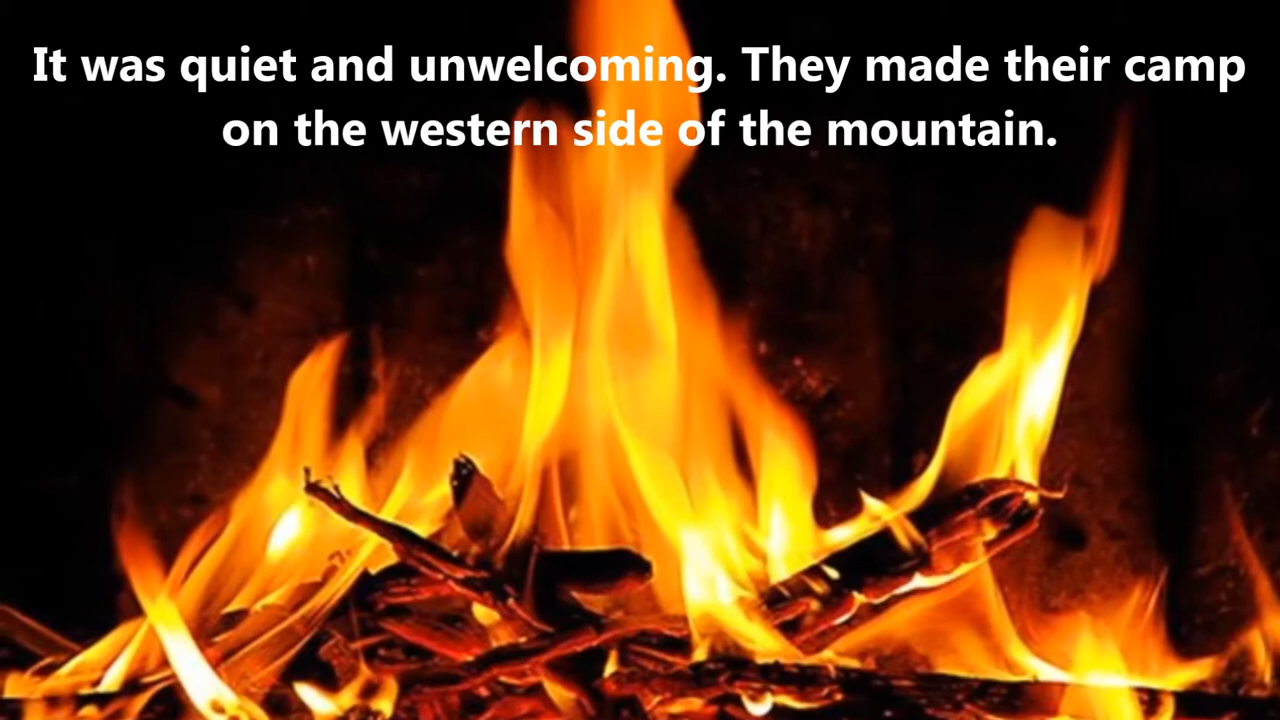 It was quiet and unwelcoming. They made their camp
on the western side of the mountain.